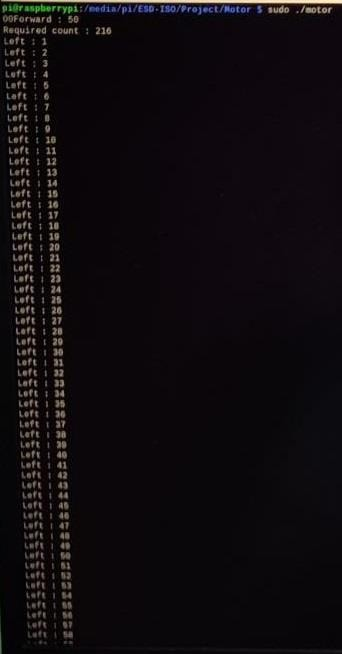 pi@raspberrypi:/media/pi/ESD-ISO/Project/Motor $ sudo ./motor
00Forward : 50
Required count : 216
Left : 1
Left : 2
Left : 3
Left : 4
Left : 5
Left : 6
Left : 7
Left : 8
Left : 9
Left : 10
Left : 11
Left : 12
Left : 13
Left : 14
Left : 15
Left : 16
Left : 17
Left : 18
Left : 19
Left : 20
Left : 21
Left : 22
Left : 23
Left : 24
Left : 25
Left : 26
Left : 27
Left : 28
Left : 29
Left : 30
Left : 31
Left : 32
Left : 33
Left : 34
Left : 35
Left : 36
Left : 37
Left : 38
Left : 39
Left : 40
Left : 41
Left : 42
Left : 43
Left : 44
Left : 45
Left : 46
Left : 47
Left : 48
Left : 49
Left : 50
Left : 51
Left : 52
Left : 53
Left : 54
Left : 55
Left : 56
Left : 57
Left : 58